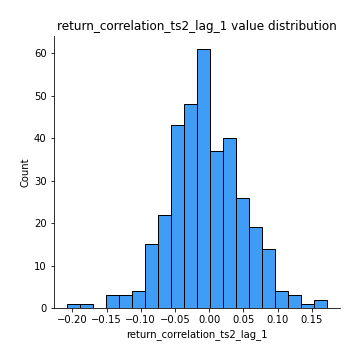 return_correlation_ts2_lag_1 value distribution
60
50
40
30
20
10
0
Count
−0.20 −0.15 −0.10 −0.05 0.00 0.05 0.10 0.15
return_correlation_ts2_lag_1